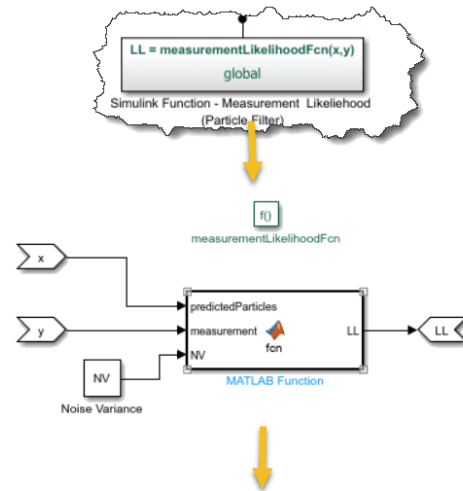 LL = measurementLikelihoodFcn(x,y)
global
Simulink Function - Measurement Likeliehood
(Particle Filter)
f()
measurementLikelihoodFcn
x
predictedParticles
y
measurement
fcn
LL
LL
NV
NV
MATLAB Function
Noise Variance